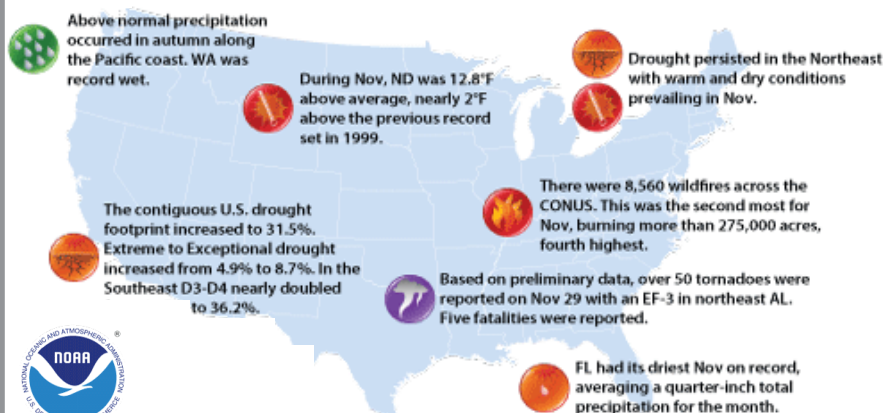 Above normal precipitation
occurred in autumn along
the Pacific coast. WA was
record wet.
During Nov, ND was 12.8°F
above average, nearly 2°F
above the previous record
set in 1999.
Drought persisted in the Northeast
with warm and dry conditions
prevailing in Nov.
There were 8,560 wildfires across the
CONUS. This was the second most for
Nov, burning more than 275,000 acres,
fourth highest.
The contiguous U.S. drought
footprint increased to 31.5%.
Extreme to Exceptional drought
increased from 4.9% to 8.7%. In the
Southeast D3-D4 nearly doubled
to 36.2%.
Based on preliminary data, over 50 tornadoes were
reported on Nov 29 with an EF-3 in northeast AL.
Five fatalities were reported.
FL had its driest Nov on record,
averaging a quarter-inch total
precipitation for the month.
NATIONAL OCEANIC AND ATMOSPHERIC ADMINISTRATION
®
NOAA